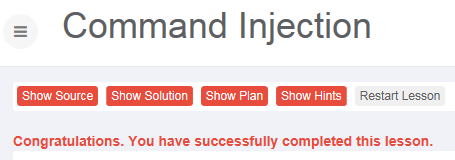 Command Injection
Show Source Show Solution Show Plan Show Hints Restart Lesson
Congratulations. You have successfully completed this lesson.